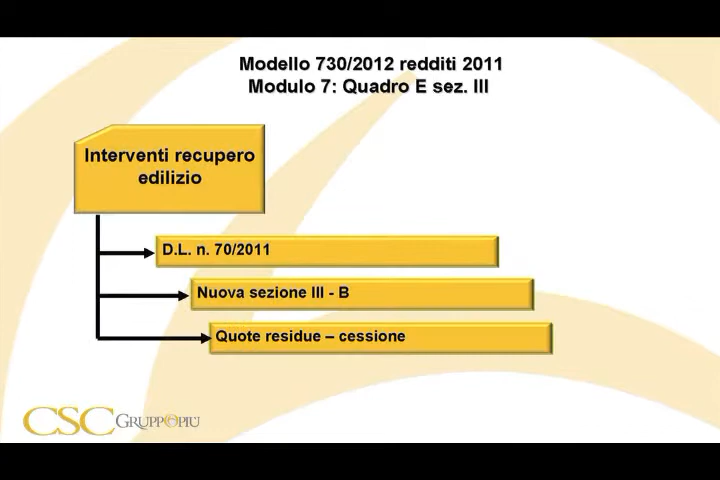 Modello 730/2012 redditi 2011
Modulo 7: Quadro E sez. III
Interventi recupero
edilizio
D.L. n. 70/2011
Nuova sezione III - B
Quote residue – cessione
CSC GRUPPOPIÙ